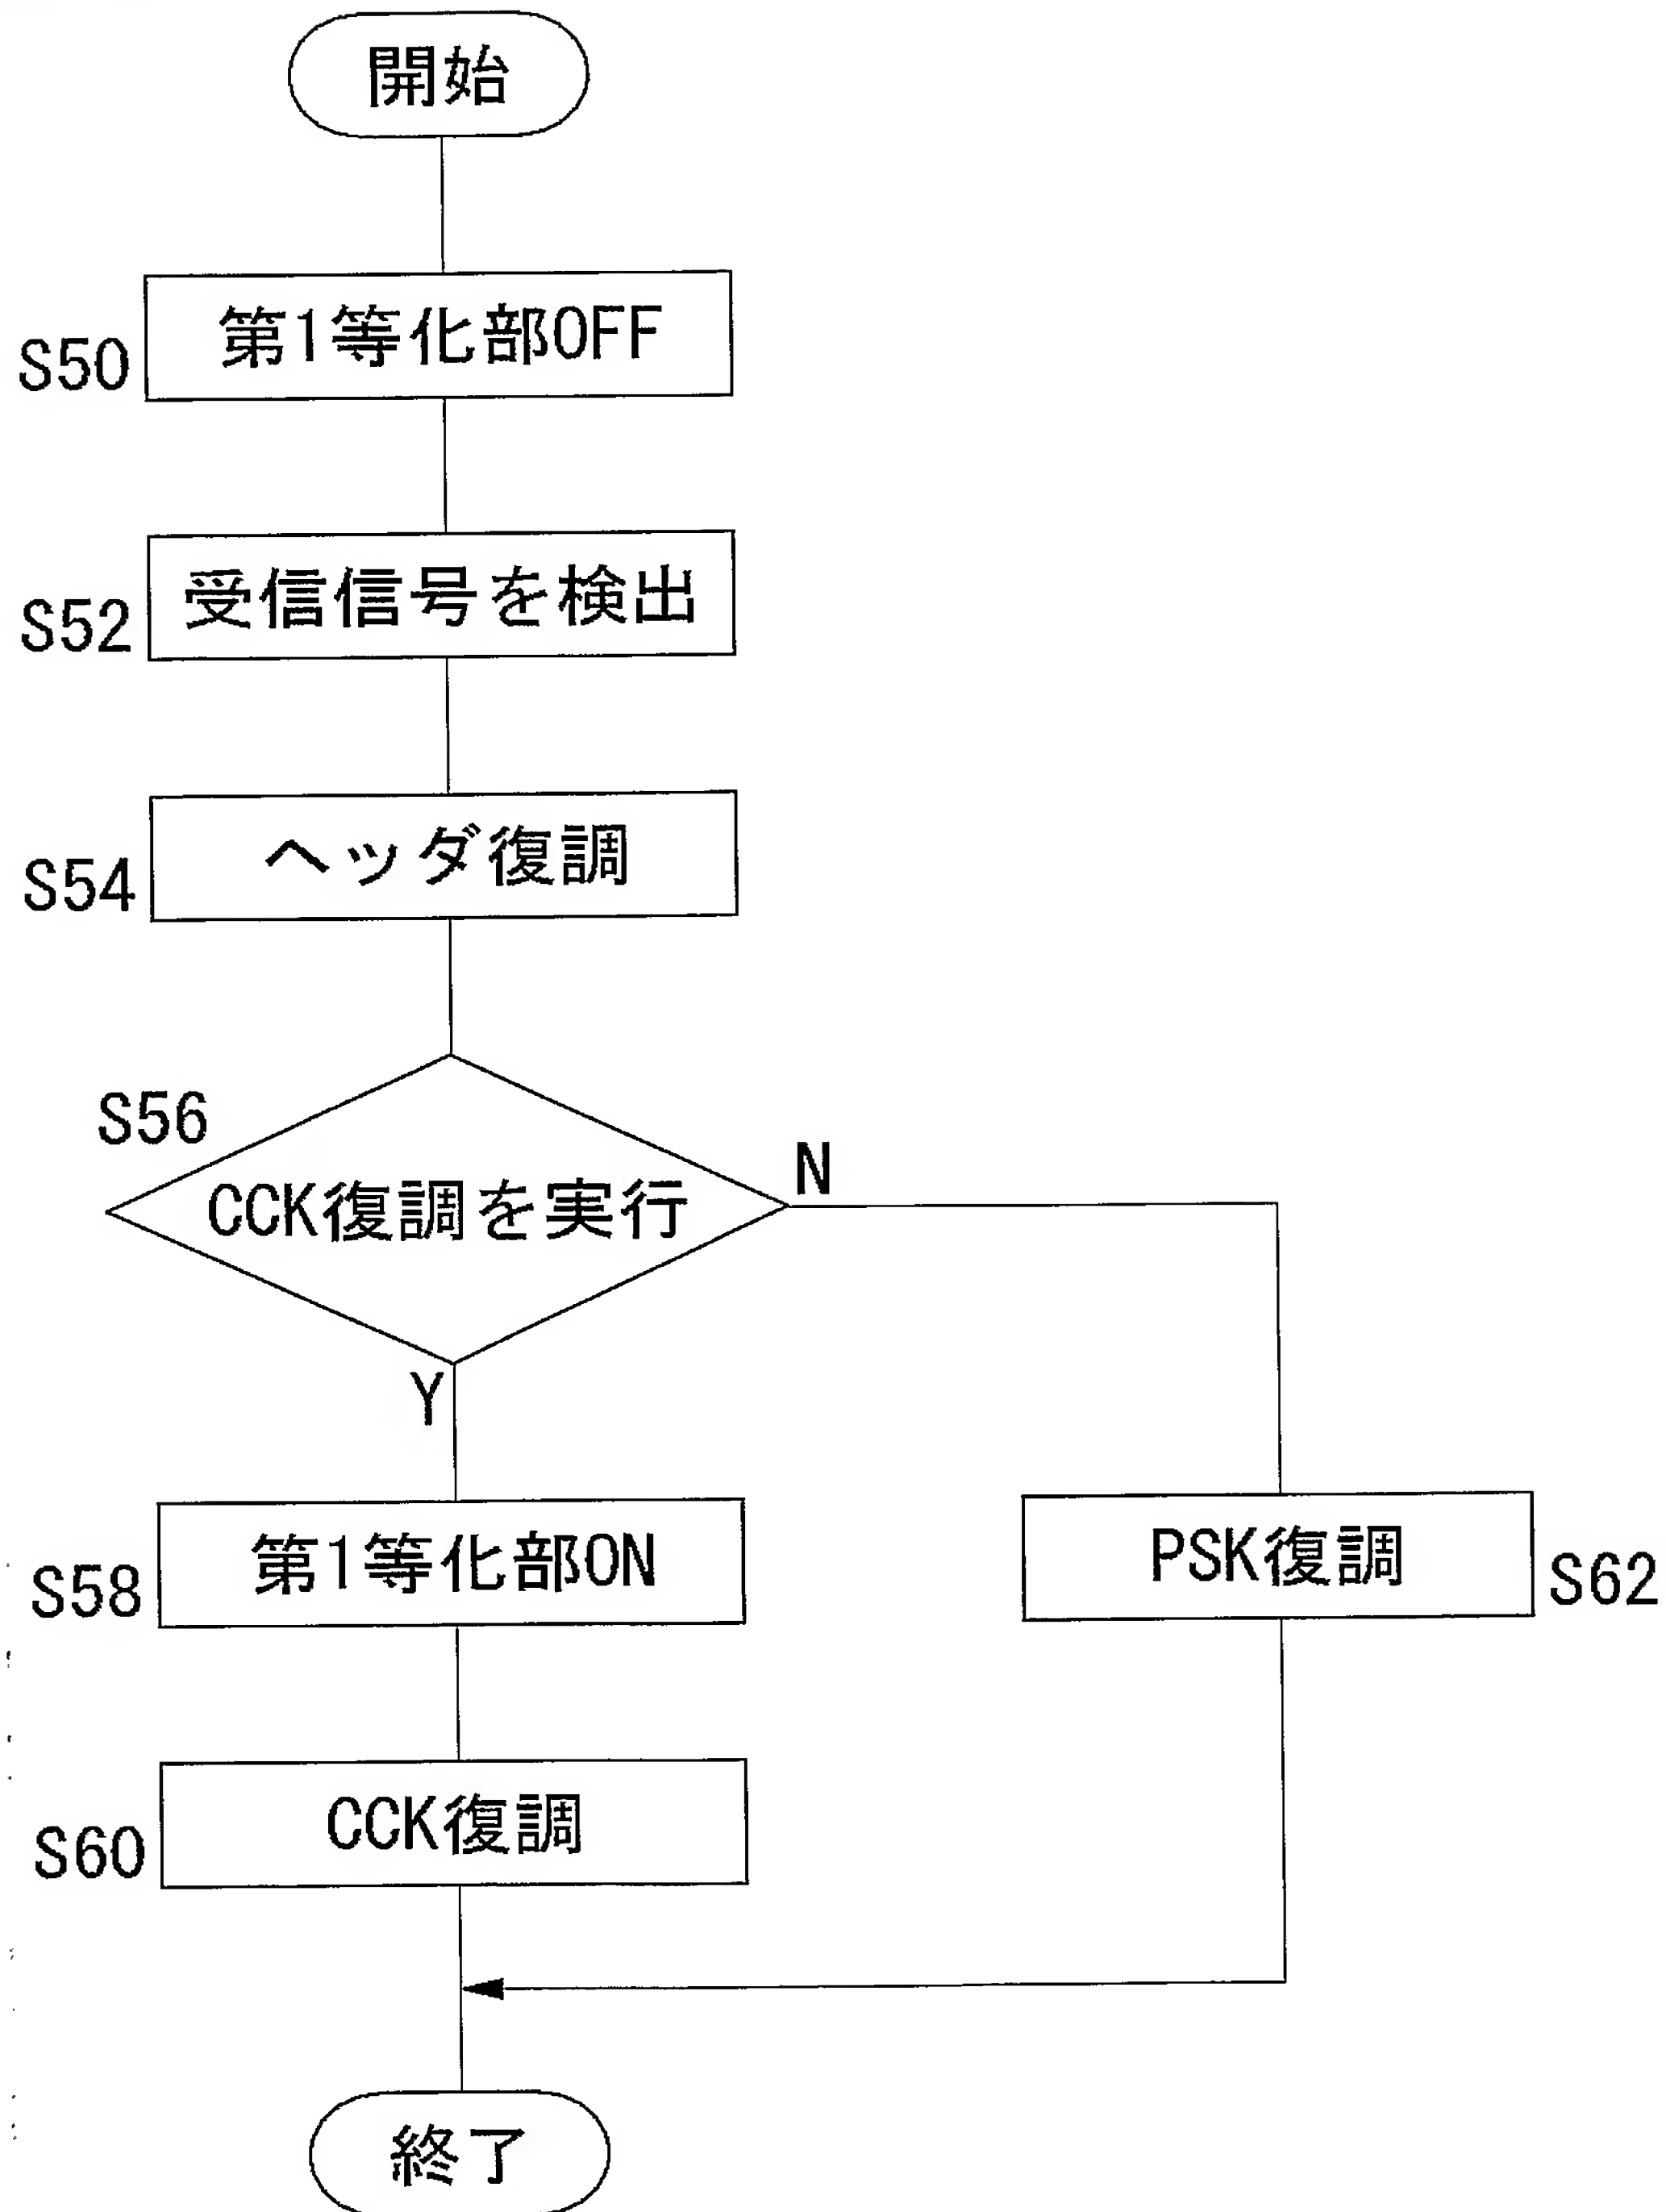 開始
第1等化部OFF
S50
受信信号を検出
S52
ヘッダ復調
S54
S56
CCK復調を実行
N
Y
第1等化部ON
S58
PSK復調
S62
CCK復調
S60
終了